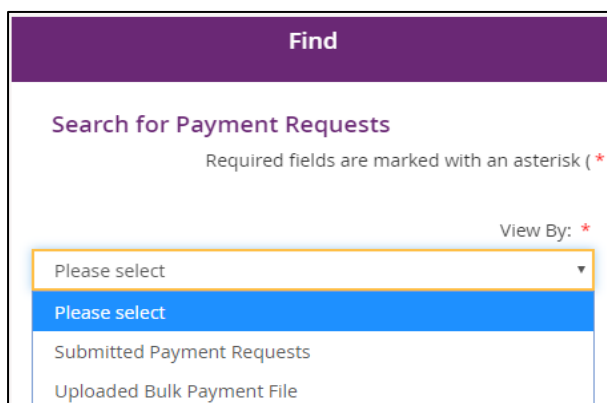 Find
Search for Payment Requests
Required fields are marked with an asterisk ( *
View By: *
Please select
Please select
Submitted Payment Requests
Uploaded Bulk Payment File